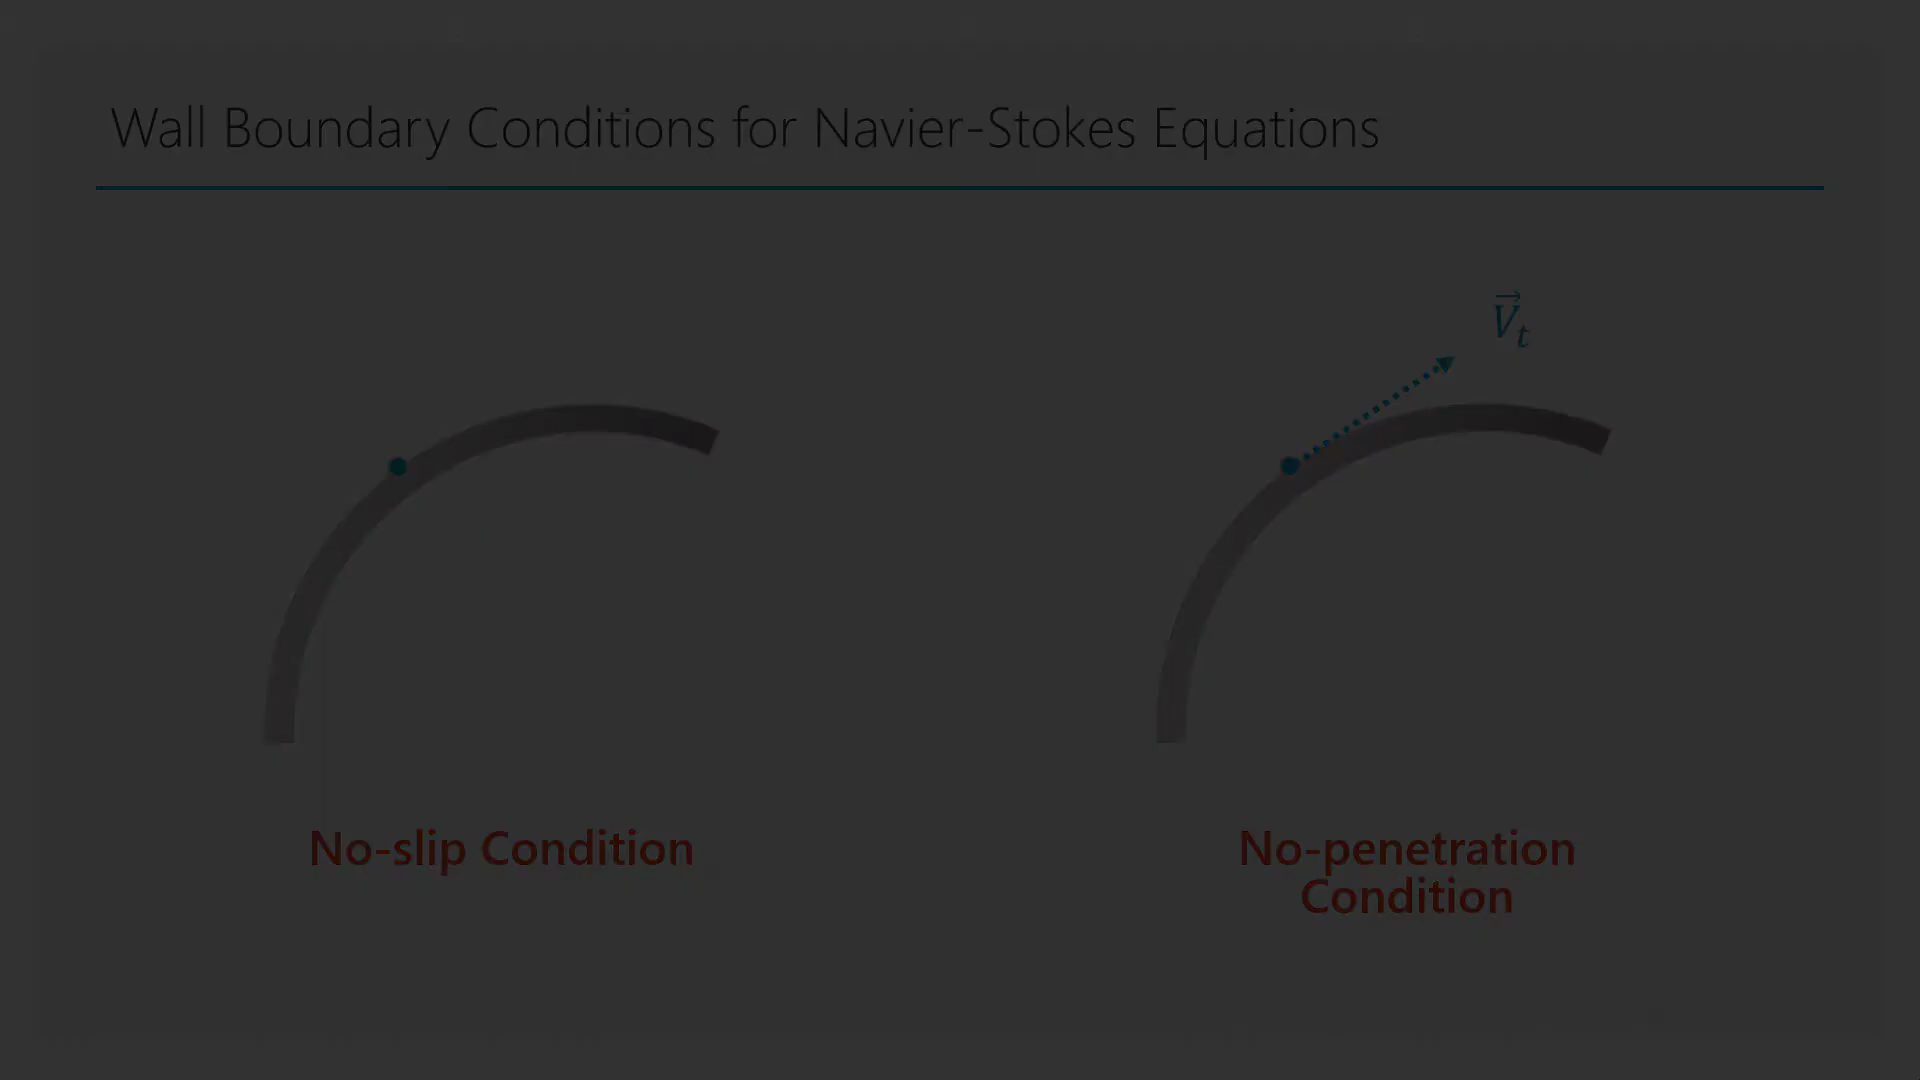 Wall Boundary Conditions for Navier-Stokes Equations
V⃗t
No-slip Condition
No-penetration
Condition